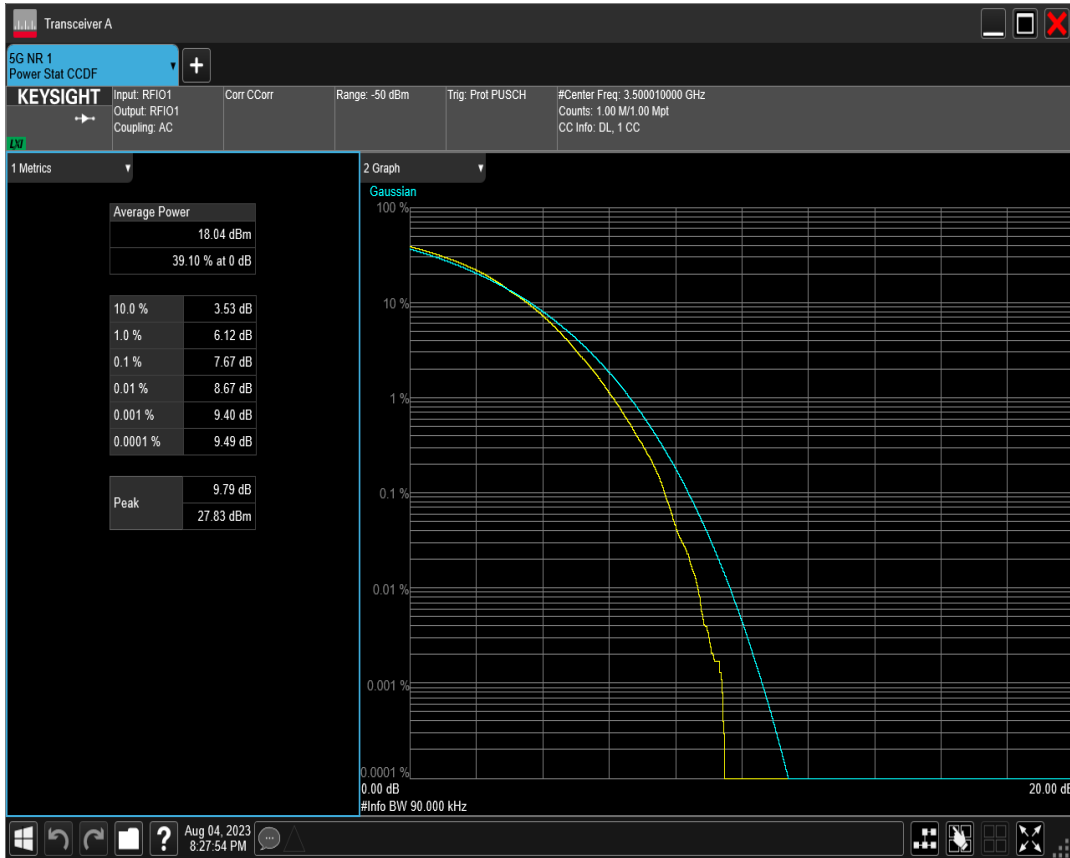 Transceiver A
5G NR 1
Power Stat CCDF
KEYSIGHT
LXI
Input: RFIO1
Output: RFIO1
Coupling: AC
Corr CCorr
Range: -50 dBm
Trig: Prot PUSCH
#Center Freq: 3.500010000 GHz
Counts: 1.00 M/1.00 Mpt
CC Info: DL, 1 CC
1 Metrics
Average Power
18.04 dBm
39.10 % at 0 dB
10.0 % 3.53 dB
1.0 % 6.12 dB
0.1 % 7.67 dB
0.01 % 8.67 dB
0.001 % 9.40 dB
0.0001 % 9.49 dB
Peak
9.79 dB
27.83 dBm
2 Graph
Gaussian
100 %
10 %
1 %
0.1 %
0.01 %
0.001 %
0.0001 %
0.00 dB 20.00 dB
#Info BW 90.000 kHz
?
Aug 04, 2023
8:27:54 PM